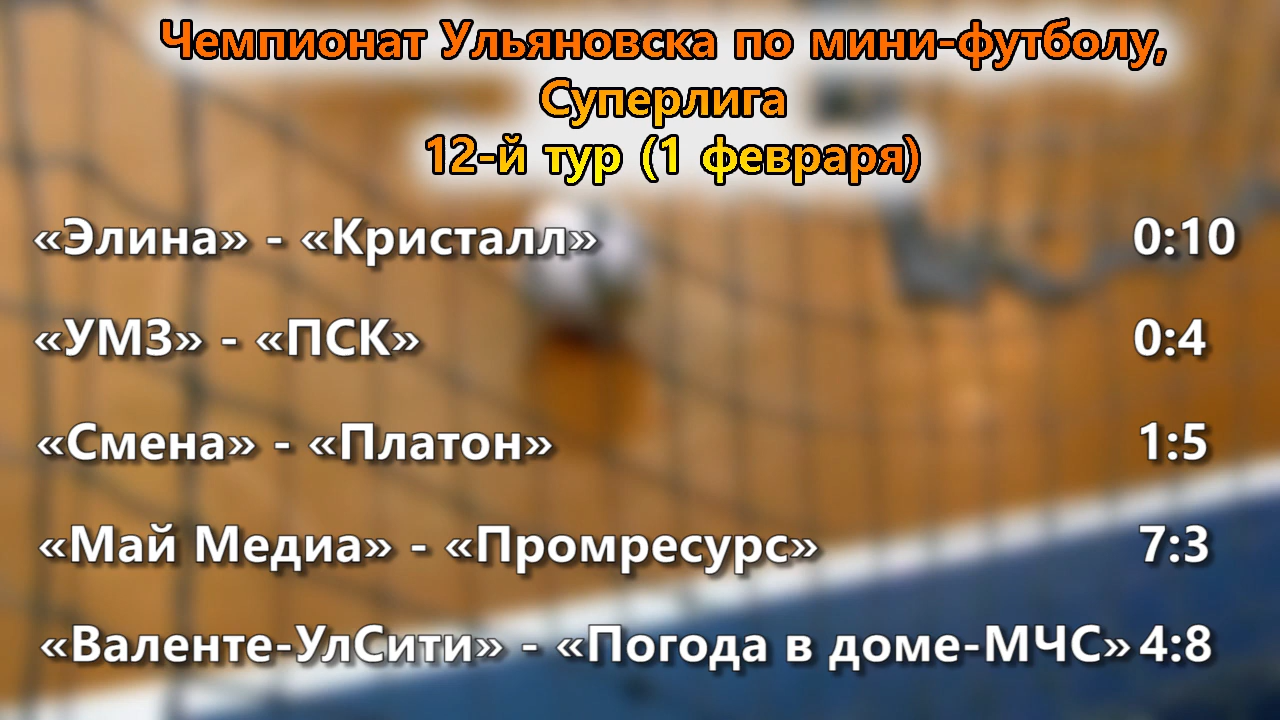 Чемпионат Ульяновска по мини-футболу,
Суперлига
12-й тур (1 февраря)
«Элина» - «Кристалл» 0:10
«УМЗ» - «ПСК» 0:4
«Смена» - «Платон» 1:5
«Май Медиа» - «Промресурс» 7:3
«Валенте-УлСити» - «Погода в доме-МЧС» 4:8